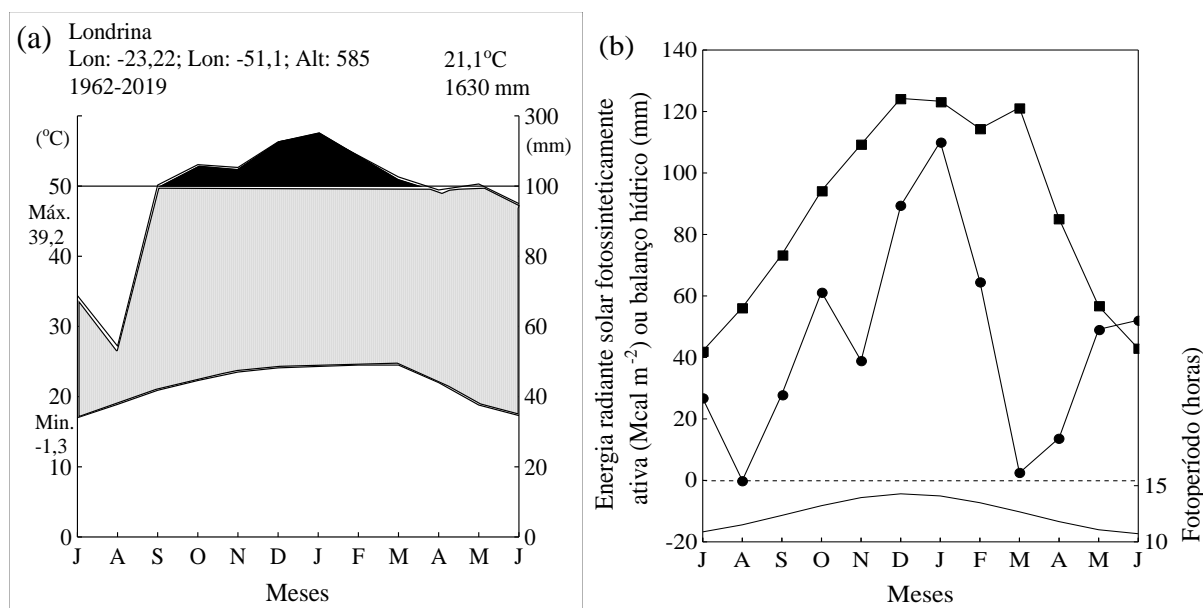 (a)
Londrina
Lon: -23,22; Lon: -51,1; Alt: 585
1962-2019
21,1ºC
1630 mm
(ºC)
50
Máx.
39,2
40
30
20
Min.
-1,3
10
0
300
(mm)
100
80
60
40
20
0
J A S O N D J F M A M J
Meses
(b)
Energia radiante solar fotossinteticamente
ativa (Mcal m⁻²) ou balanço hídrico (mm)
140
120
100
80
60
40
20
0
-20
15
10
Fotoperíodo (horas)
J A S O N D J F M A M J
Meses